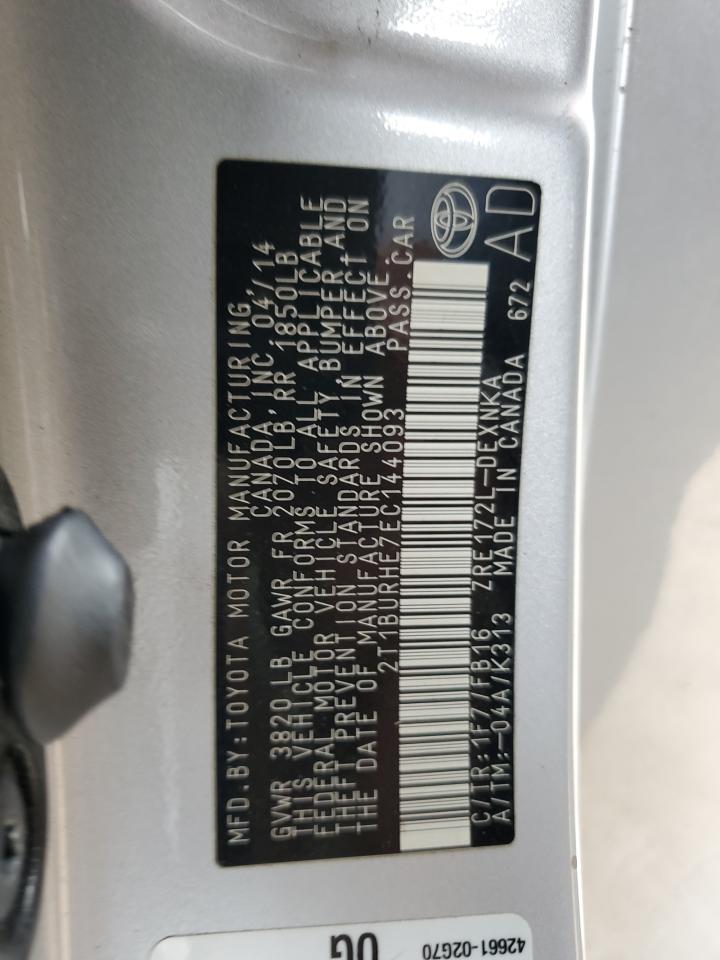 MFD.BY:TOYOTA MOTOR MANUFACTURING
CANADA,INC. 04/14
GVWR 3820 LB GAWR FR 2070LB,RR 1850LB
THIS VEHICLE CONFORMS TO ALL APPLICABLE
FEDERAL MOTOR VEHICLE SAFETY, BUMPER AND
THEFT PREVENTION STANDARDS IN EFFECT ON
THE DATE OF MANUFACTURE SHOWN ABOVE.
2T1BURHE7EC144093 PASS.CAR
C/TR:1F7/FB16 ZRE172L-DEXNKA
A/TM:-04A/K313 MADE IN CANADA 672
AD
42661-02G70
0G